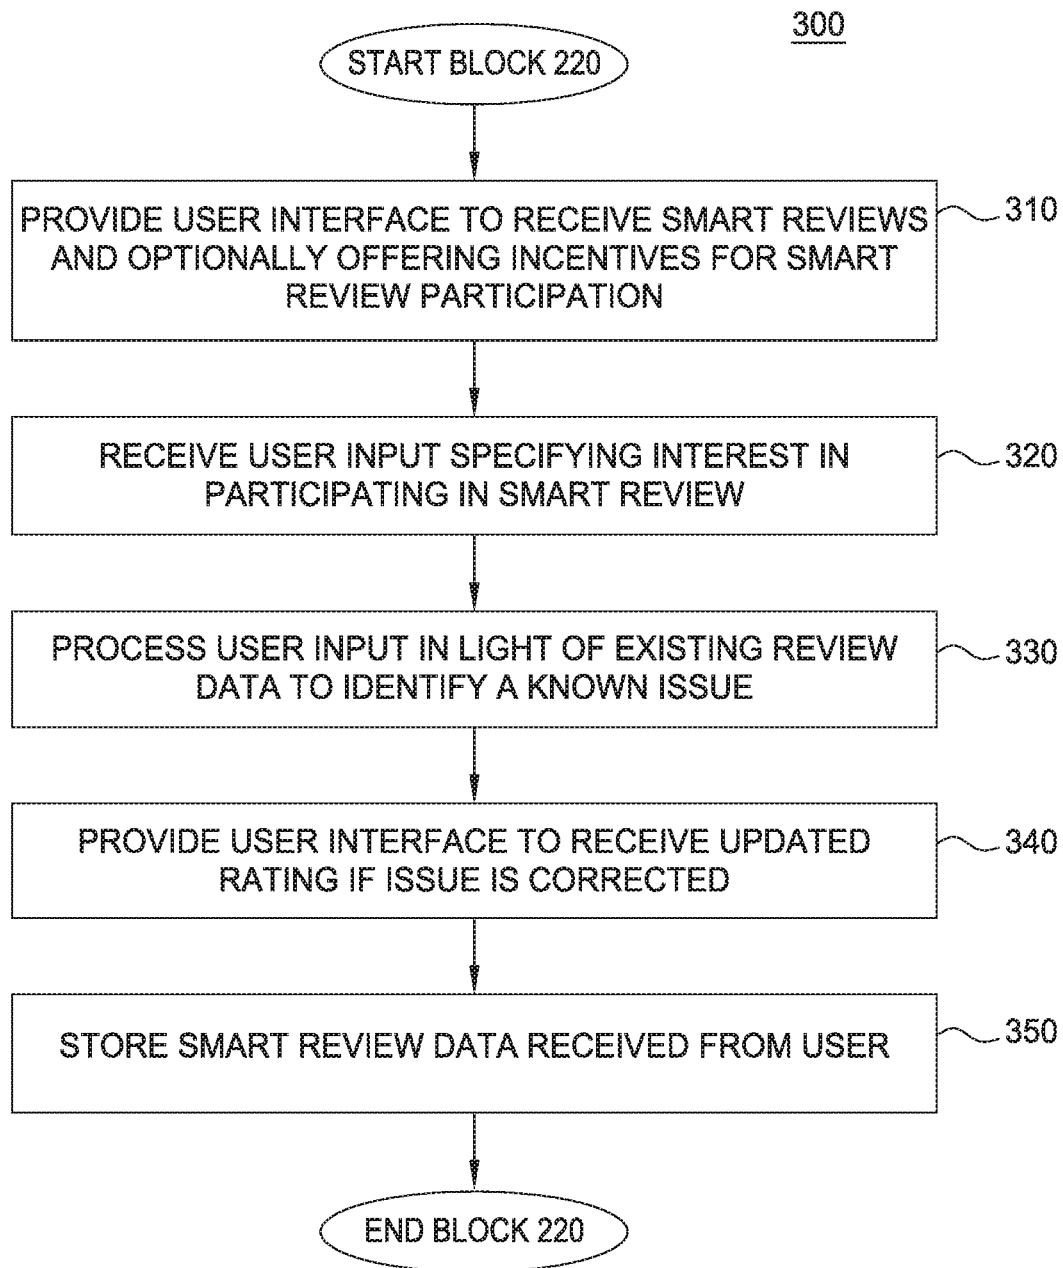 300
START BLOCK 220
PROVIDE USER INTERFACE TO RECEIVE SMART REVIEWS
AND OPTIONALLY OFFERING INCENTIVES FOR SMART
REVIEW PARTICIPATION
310
RECEIVE USER INPUT SPECIFYING INTEREST IN
PARTICIPATING IN SMART REVIEW
320
PROCESS USER INPUT IN LIGHT OF EXISTING REVIEW
DATA TO IDENTIFY A KNOWN ISSUE
330
PROVIDE USER INTERFACE TO RECEIVE UPDATED
RATING IF ISSUE IS CORRECTED
340
STORE SMART REVIEW DATA RECEIVED FROM USER
350
END BLOCK 220